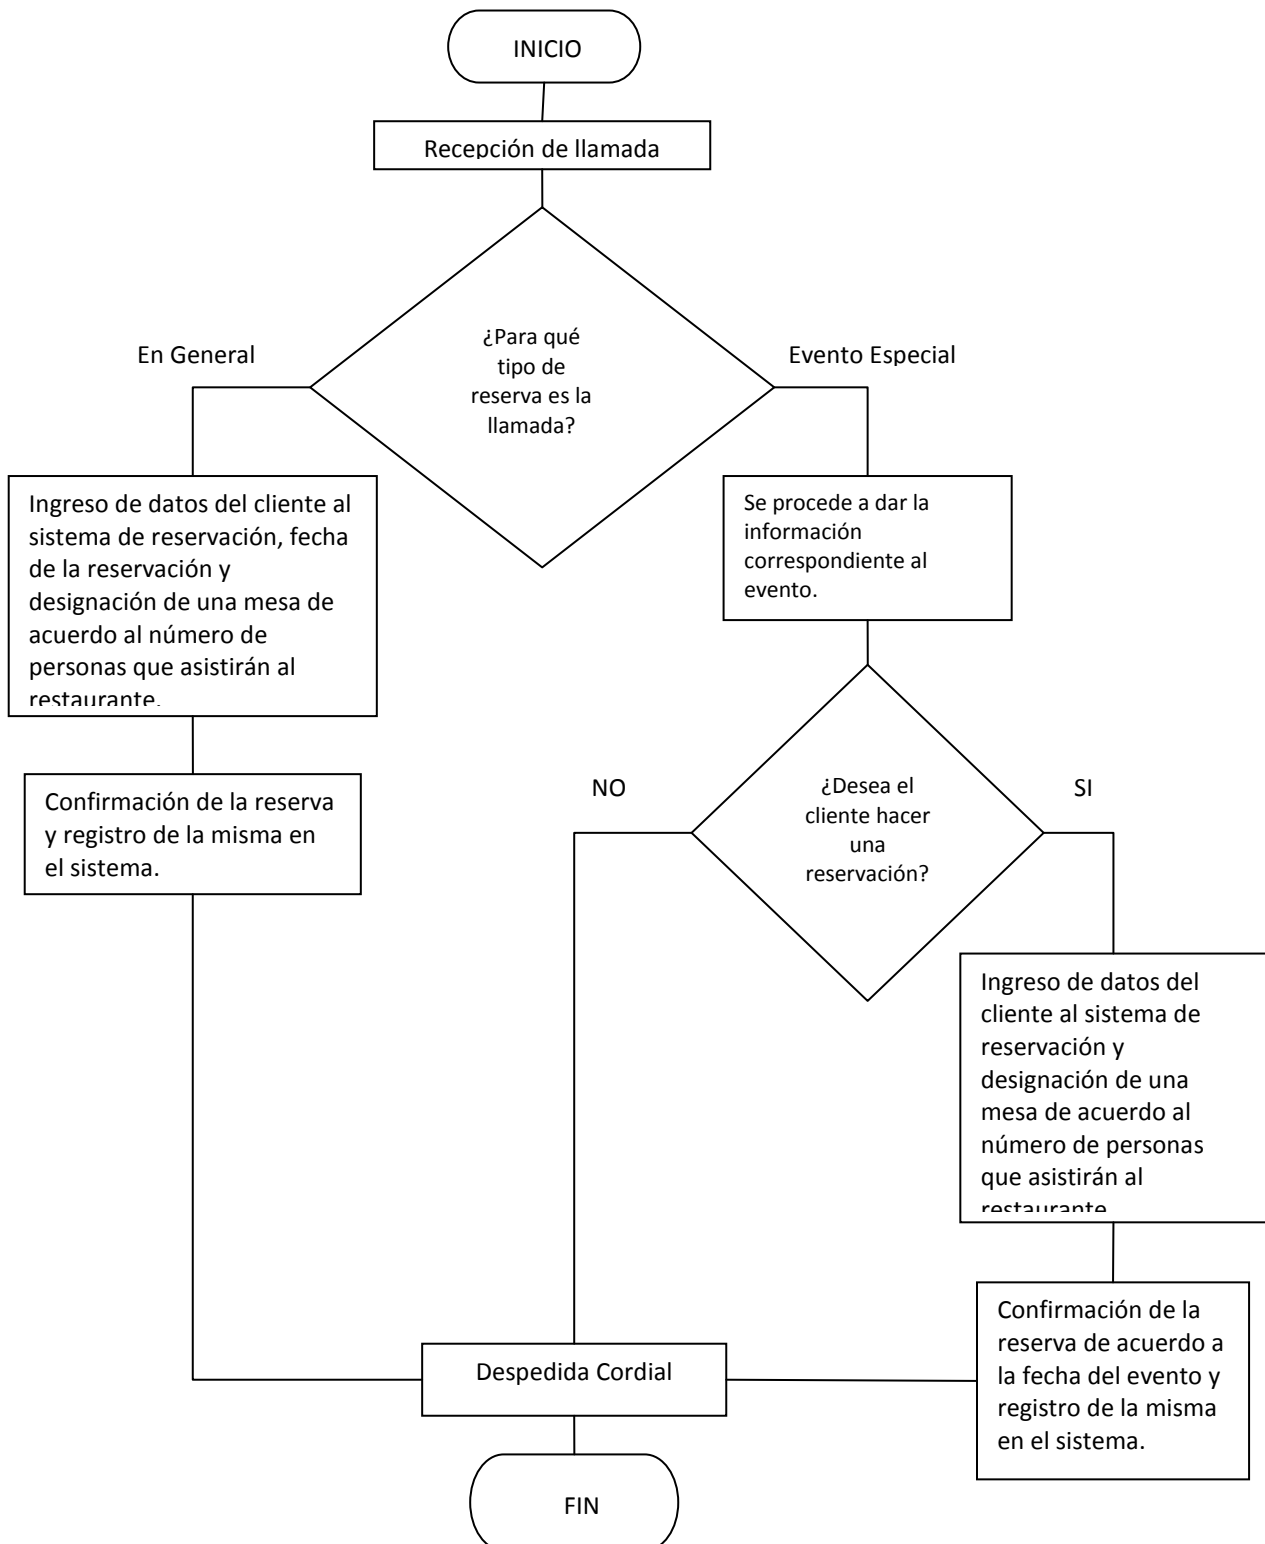 INICIO
Recepción de llamada
¿Para qué
tipo de
reserva es la
llamada?
En General
Evento Especial
Ingreso de datos del cliente al
sistema de reservación, fecha
de la reservación y
designación de una mesa de
acuerdo al número de
personas que asistirán al
restaurante.
Se procede a dar la
información
correspondiente al
evento.
Confirmación de la reserva
y registro de la misma en
el sistema.
¿Desea el
cliente hacer
una
reservación?
NO
SI
Ingreso de datos del
cliente al sistema de
reservación y
designación de una
mesa de acuerdo al
número de personas
que asistirán al
restaurante
Confirmación de la
reserva de acuerdo a
la fecha del evento y
registro de la misma
en el sistema.
Despedida Cordial
FIN